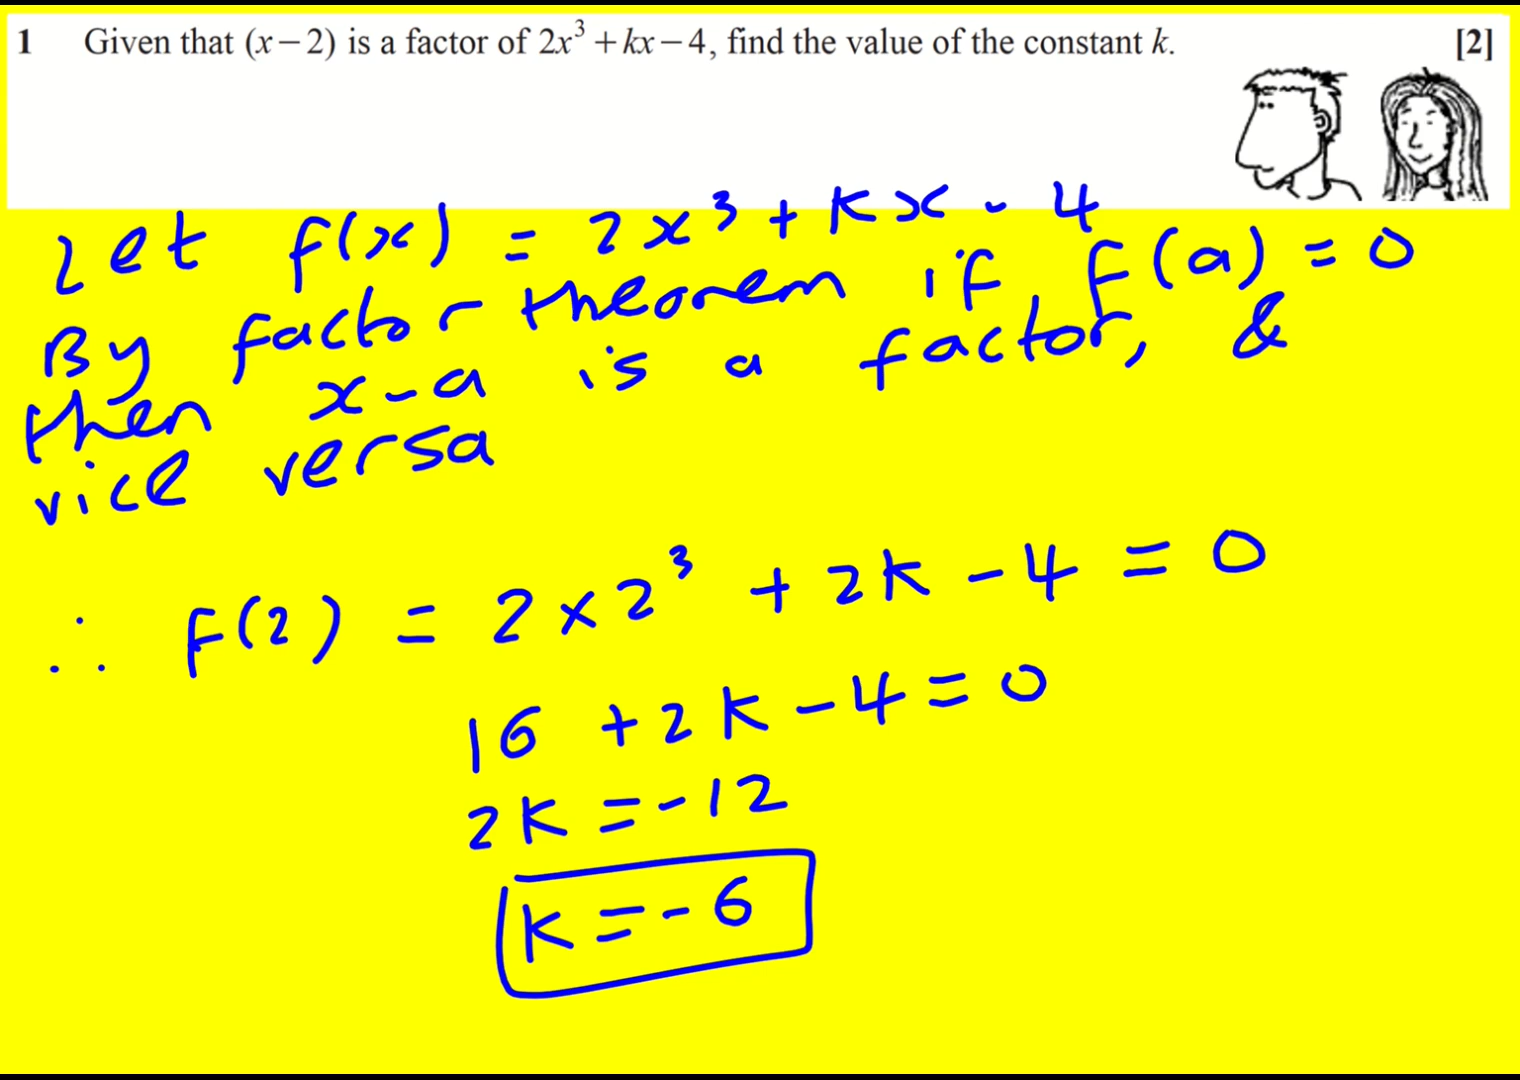 1 Given that (x−2) is a factor of 2x³+kx−4, find the value of the constant k. [2]
Let f(x) = 2x³ + kx - 4
By factor theorem if f(a) = 0
then x-a is a factor, &
vice versa
∴ f(2) = 2×2³ + 2k - 4 = 0
16 + 2k - 4 = 0
2k = -12
k = -6